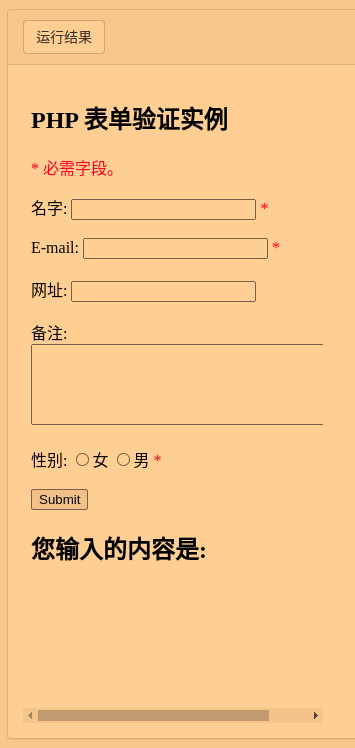 运行结果
PHP 表单验证实例
* 必需字段。
名字: *
E-mail: *
网址:
备注:
性别: 女 男 *
Submit
您输入的内容是: